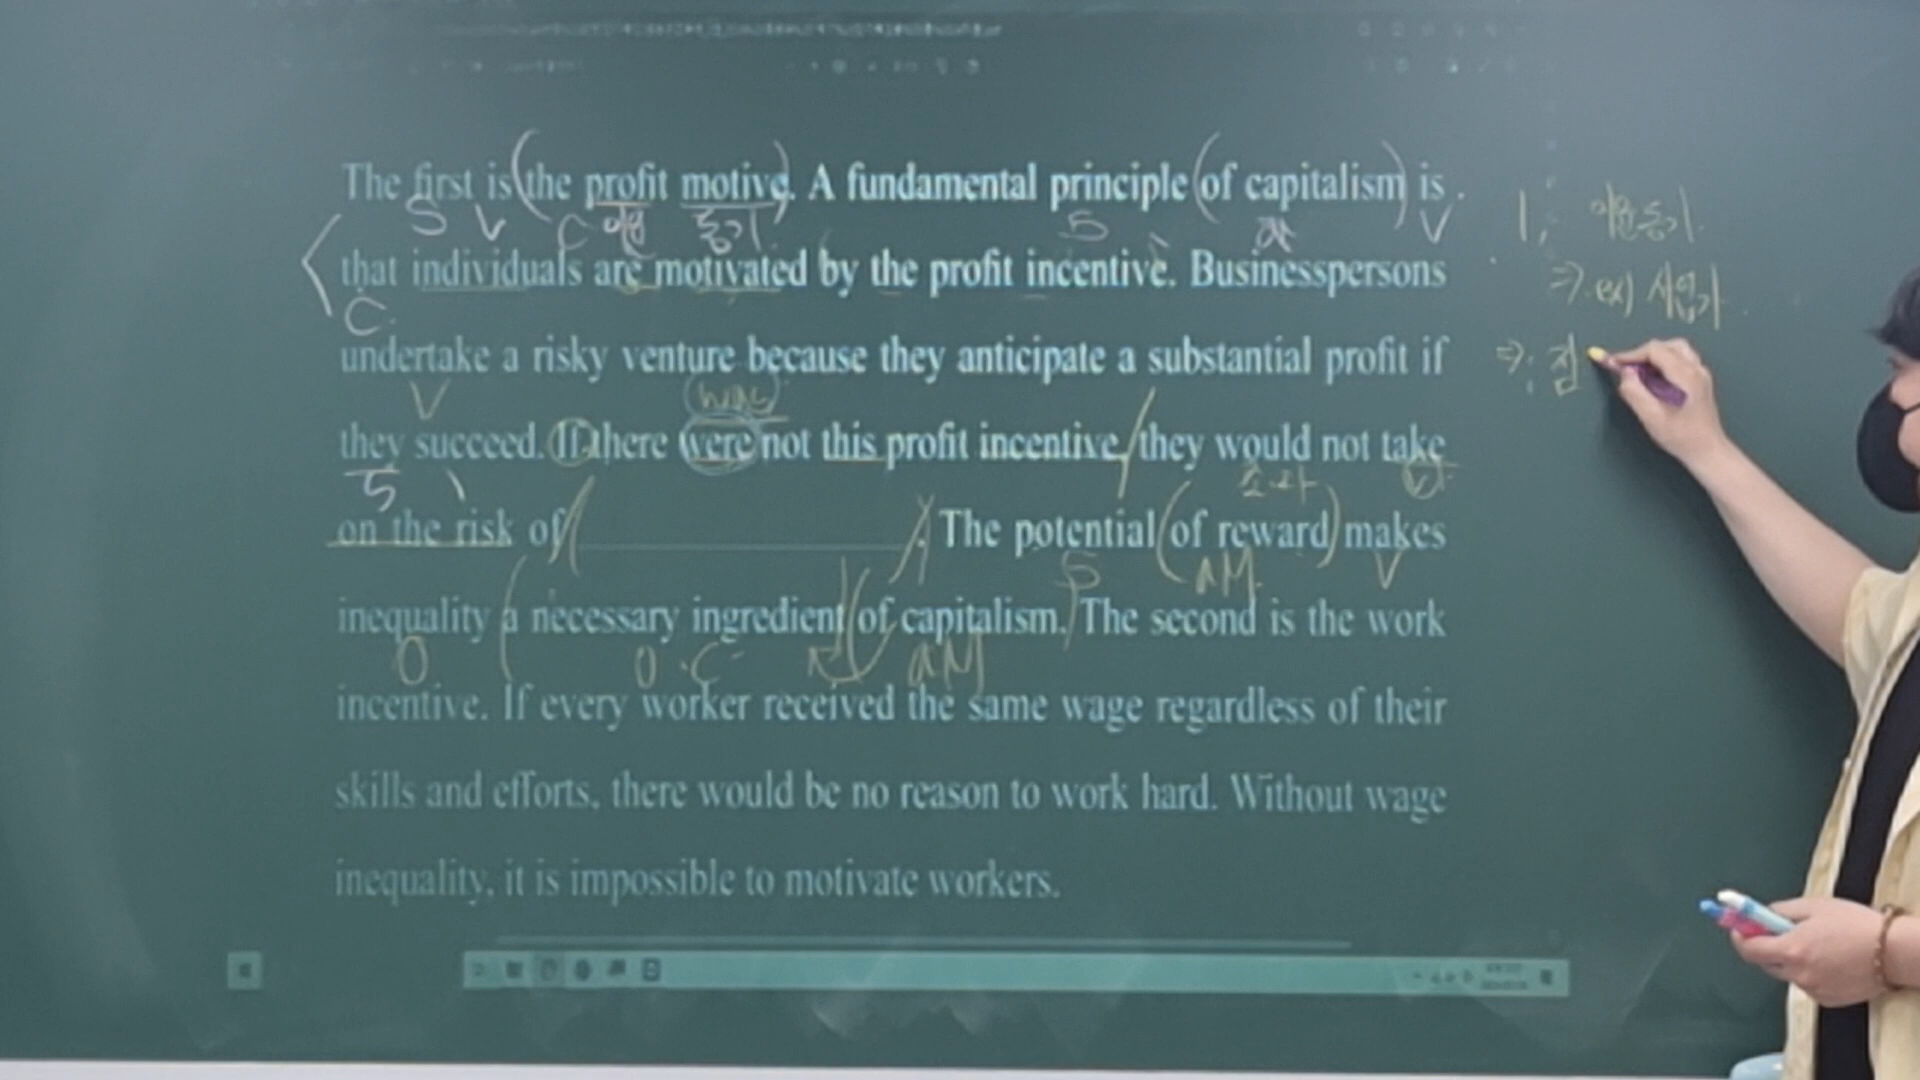 The first is the profit motive. A fundamental principle of capitalism is
S V C 이윤 동기 S V
that individuals are motivated by the profit incentive. Businesspersons
C
undertake a risky venture because they anticipate a substantial profit if
V was
they succeed. If there were not this profit incentive, they would not take
S V
on the risk of ____________. The potential of reward makes
S aM V
inequality a necessary ingredient of capitalism. The second is the work
O O.C aM
incentive. If every worker received the same wage regardless of their
skills and efforts, there would be no reason to work hard. Without wage
inequality, it is impossible to motivate workers.
1, 이윤동기.
⇒ ex) 사업가.
⇒: